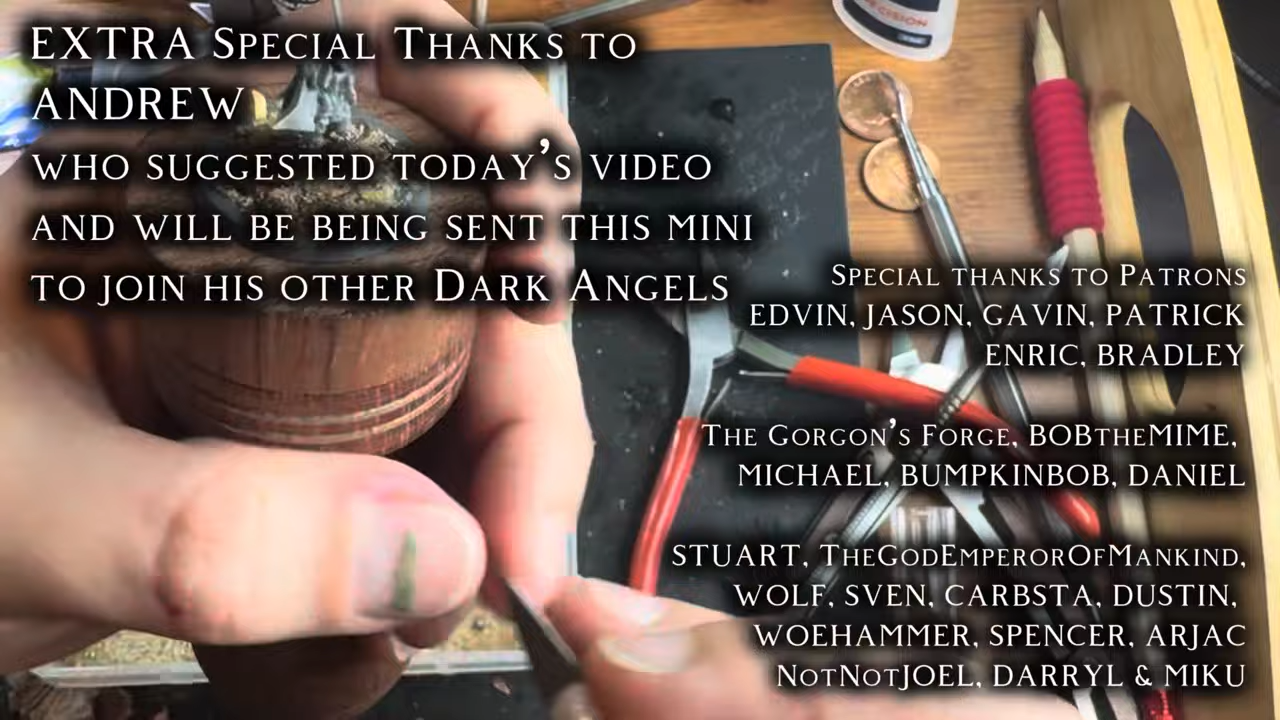 EXTRA Special Thanks to
ANDREW
who suggested today's video
and will be being sent this mini
to join his other Dark Angels
CISION
Special thanks to Patrons
EDVIN, JASON, GAVIN, PATRICK
ENRIC, BRADLEY
The Gorgon's Forge, BOBtheMIME,
MICHAEL, BUMPKINBOB, DANIEL
STUART, TheGodEmperorOfMankind,
WOLF, SVEN, CARBSTA, DUSTIN,
WOEHAMMER, SPENCER, ARJAC
NotNotJOEL, DARRYL & MIKU